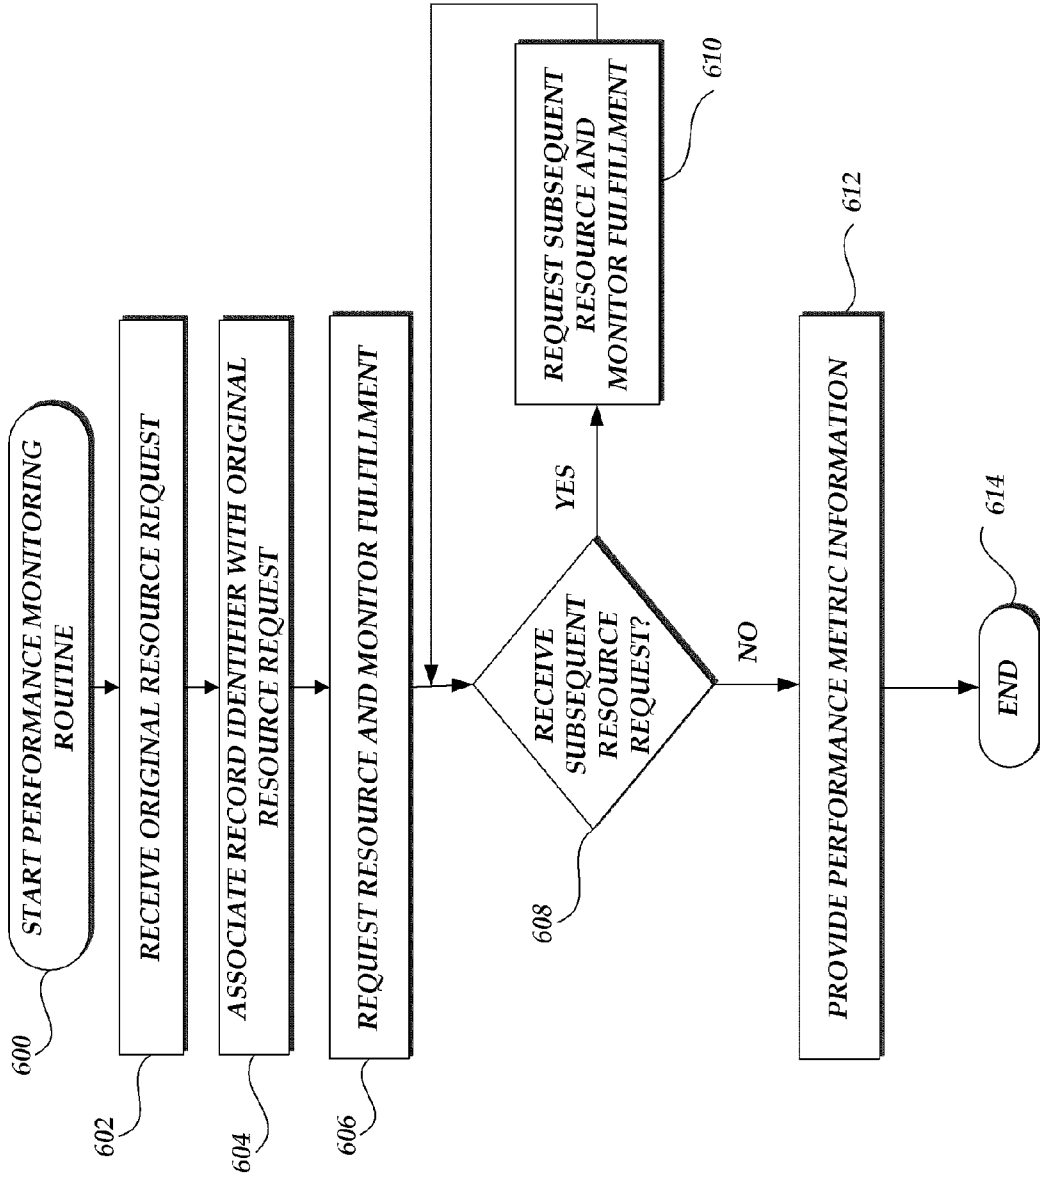 START PERFORMANCE MONITORING
ROUTINE
600
RECEIVE ORIGINAL RESOURCE REQUEST
602
ASSOCIATE RECORD IDENTIFIER WITH ORIGINAL
RESOURCE REQUEST
604
REQUEST RESOURCE AND MONITOR FULFILLMENT
606
RECEIVE
SUBSEQUENT
RESOURCE
REQUEST?
608
YES
REQUEST SUBSEQUENT
RESOURCE AND
MONITOR FULFILLMENT
610
NO
PROVIDE PERFORMANCE METRIC INFORMATION
612
END
614